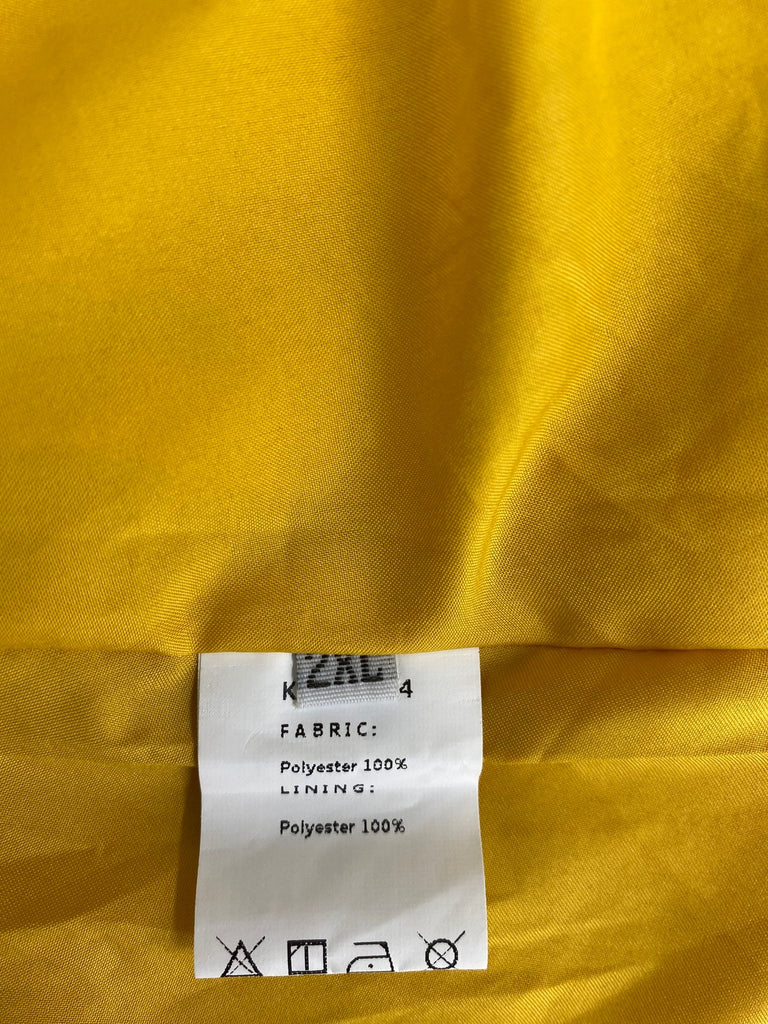 2XL
K 4
FABRIC:
Polyester 100%
LINING:
Polyester 100%